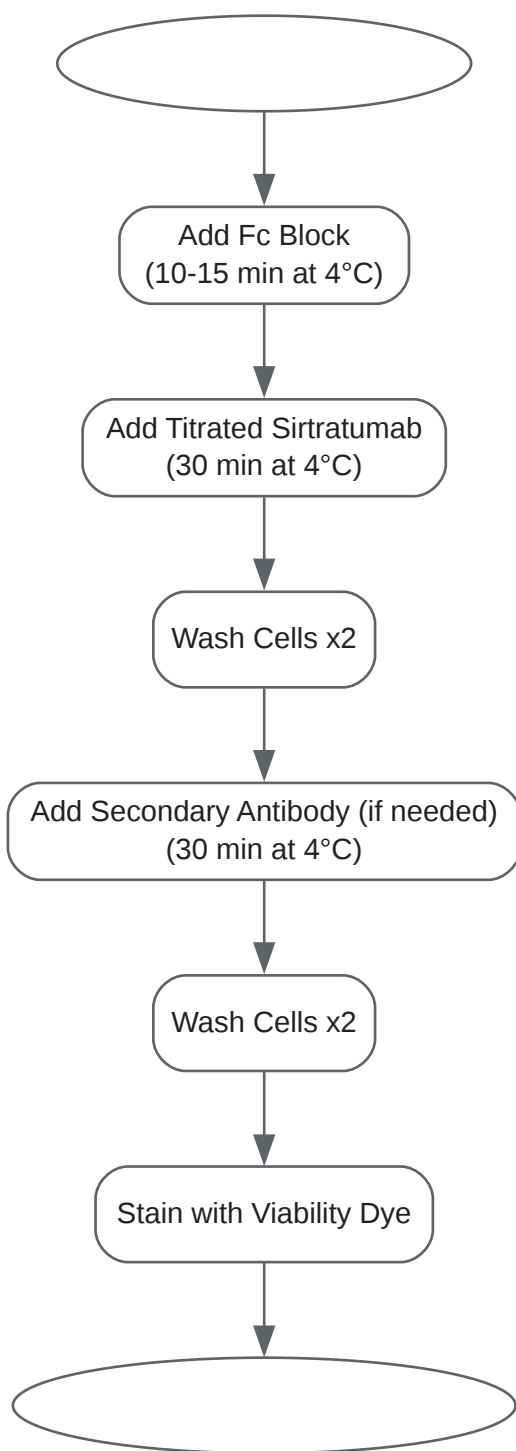 Add Fc Block
(10-15 min at 4°C)
Add Titrated Sirtratumab
(30 min at 4°C)
Wash Cells x2
Add Secondary Antibody (if needed)
(30 min at 4°C)
Wash Cells x2
Stain with Viability Dye